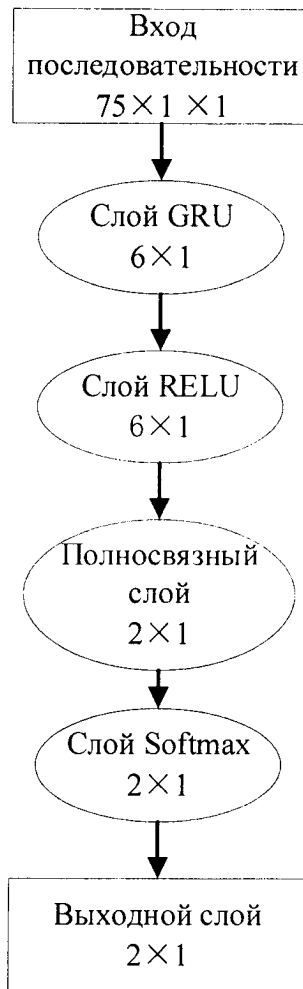 Вход
последовательности
75×1 ×1
Слой GRU
6×1
Слой RELU
6×1
Полносвязный
слой
2×1
Слой Softmax
2×1
Выходной слой
2×1